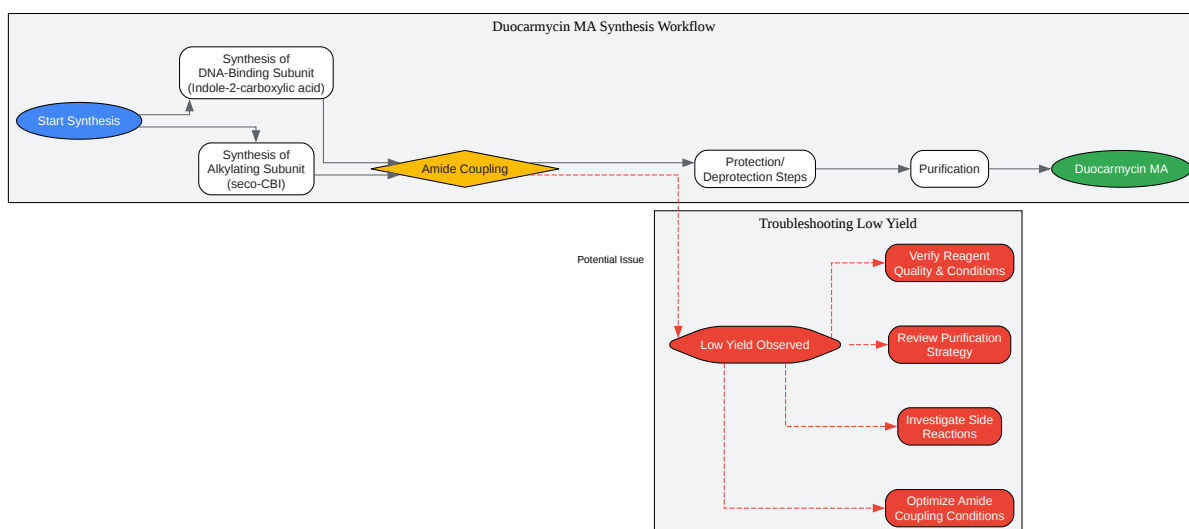 Duocarmycin MA Synthesis Workflow
Synthesis of
DNA-Binding Subunit
(Indole-2-carboxylic acid)
Start Synthesis
Synthesis of
Alkylating Subunit
(seco-CBI)
Amide Coupling
Protection/
Deprotection Steps
Purification
Duocarmycin MA
Troubleshooting Low Yield
Potential Issue
Verify Reagent
Quality & Conditions
Low Yield Observed
Review Purification
Strategy
Investigate Side
Reactions
Optimize Amide
Coupling Conditions